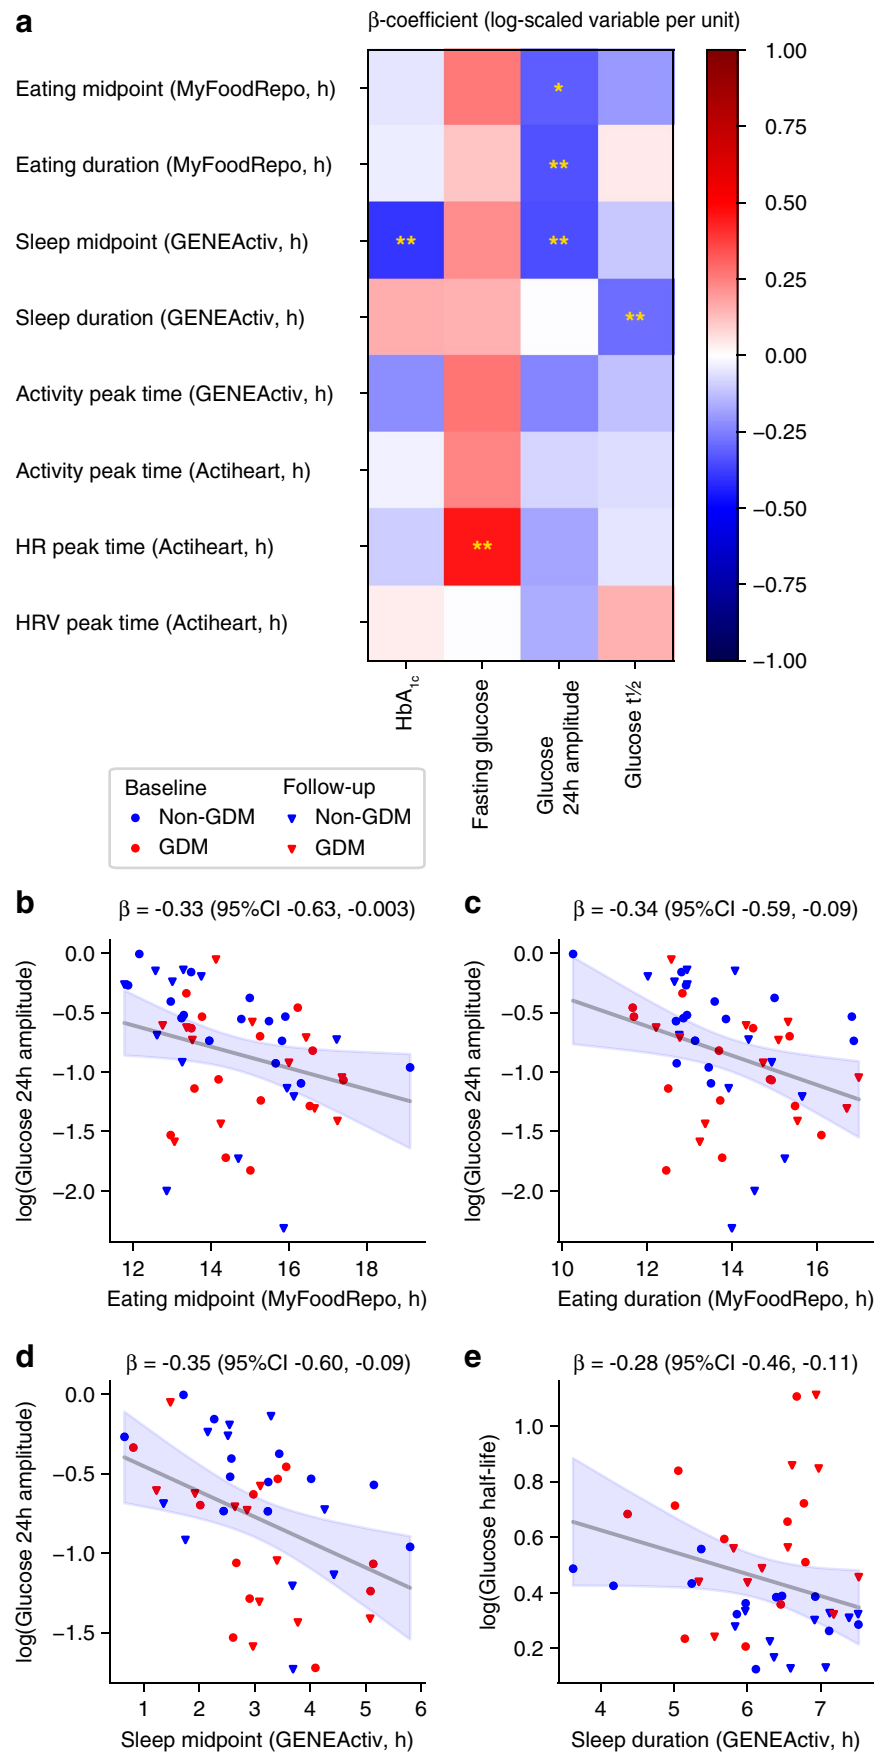 a
β-coefficient (log-scaled variable per unit)
Eating midpoint (MyFoodRepo, h)
Eating duration (MyFoodRepo, h)
Sleep midpoint (GENEActiv, h)
Sleep duration (GENEActiv, h)
Activity peak time (GENEActiv, h)
Activity peak time (Actiheart, h)
HR peak time (Actiheart, h)
HRV peak time (Actiheart, h)
*
**
** **
**
**
1.00
0.75
0.50
0.25
0.00
−0.25
−0.50
−0.75
−1.00
HbA1c
Fasting glucose
Glucose
24h amplitude
Glucose t½
Baseline Follow-up
Non-GDM Non-GDM
GDM GDM
b
β = -0.33 (95%CI -0.63, -0.003)
log(Glucose 24h amplitude)
0.0
−0.5
−1.0
−1.5
−2.0
12 14 16 18
Eating midpoint (MyFoodRepo, h)
c
β = -0.34 (95%CI -0.59, -0.09)
log(Glucose 24h amplitude)
0.0
−0.5
−1.0
−1.5
−2.0
10 12 14 16
Eating duration (MyFoodRepo, h)
d
β = -0.35 (95%CI -0.60, -0.09)
log(Glucose 24h amplitude)
0.0
−0.5
−1.0
−1.5
1 2 3 4 5 6
Sleep midpoint (GENEActiv, h)
e
β = -0.28 (95%CI -0.46, -0.11)
log(Glucose half-life)
1.0
0.8
0.6
0.4
0.2
4 5 6 7
Sleep duration (GENEActiv, h)